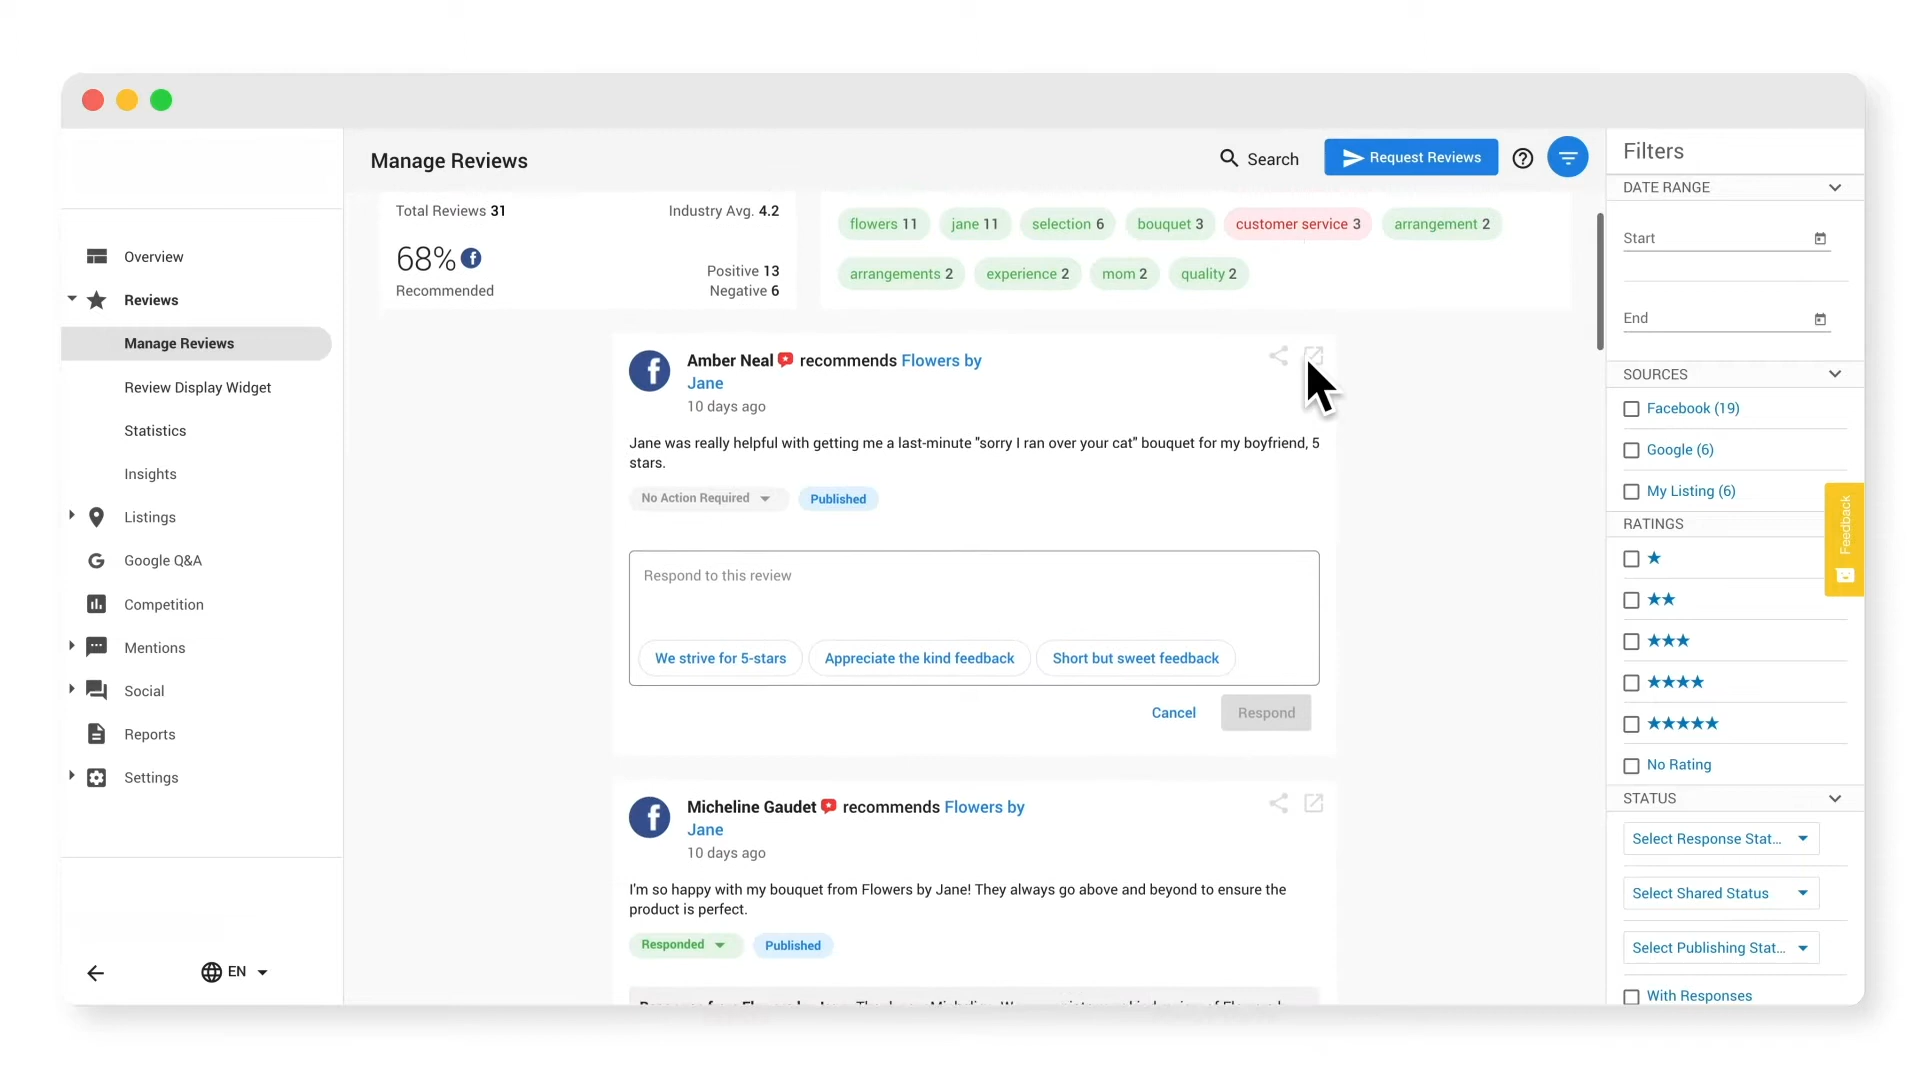 Manage Reviews
Search
Request Reviews
Filters
DATE RANGE
Start
End
SOURCES
Facebook (19)
Google (6)
My Listing (6)
RATINGS
★
★★
★★★
★★★★
★★★★★
No Rating
STATUS
Select Response Stat...
Select Shared Status
Select Publishing Stat...
With Responses
Feedback
Overview
Reviews
Manage Reviews
Review Display Widget
Statistics
Insights
Listings
Google Q&A
Competition
Mentions
Social
Reports
Settings
EN
Total Reviews 31
Industry Avg. 4.2
68%
Recommended
Positive 13
Negative 6
flowers 11
jane 11
selection 6
bouquet 3
customer service 3
arrangement 2
arrangements 2
experience 2
mom 2
quality 2
Amber Neal recommends Flowers by
Jane
10 days ago
Jane was really helpful with getting me a last-minute "sorry I ran over your cat" bouquet for my boyfriend, 5
stars.
No Action Required
Published
Respond to this review
We strive for 5-stars
Appreciate the kind feedback
Short but sweet feedback
Cancel
Respond
Micheline Gaudet recommends Flowers by
Jane
10 days ago
I'm so happy with my bouquet from Flowers by Jane! They always go above and beyond to ensure the
product is perfect.
Responded
Published